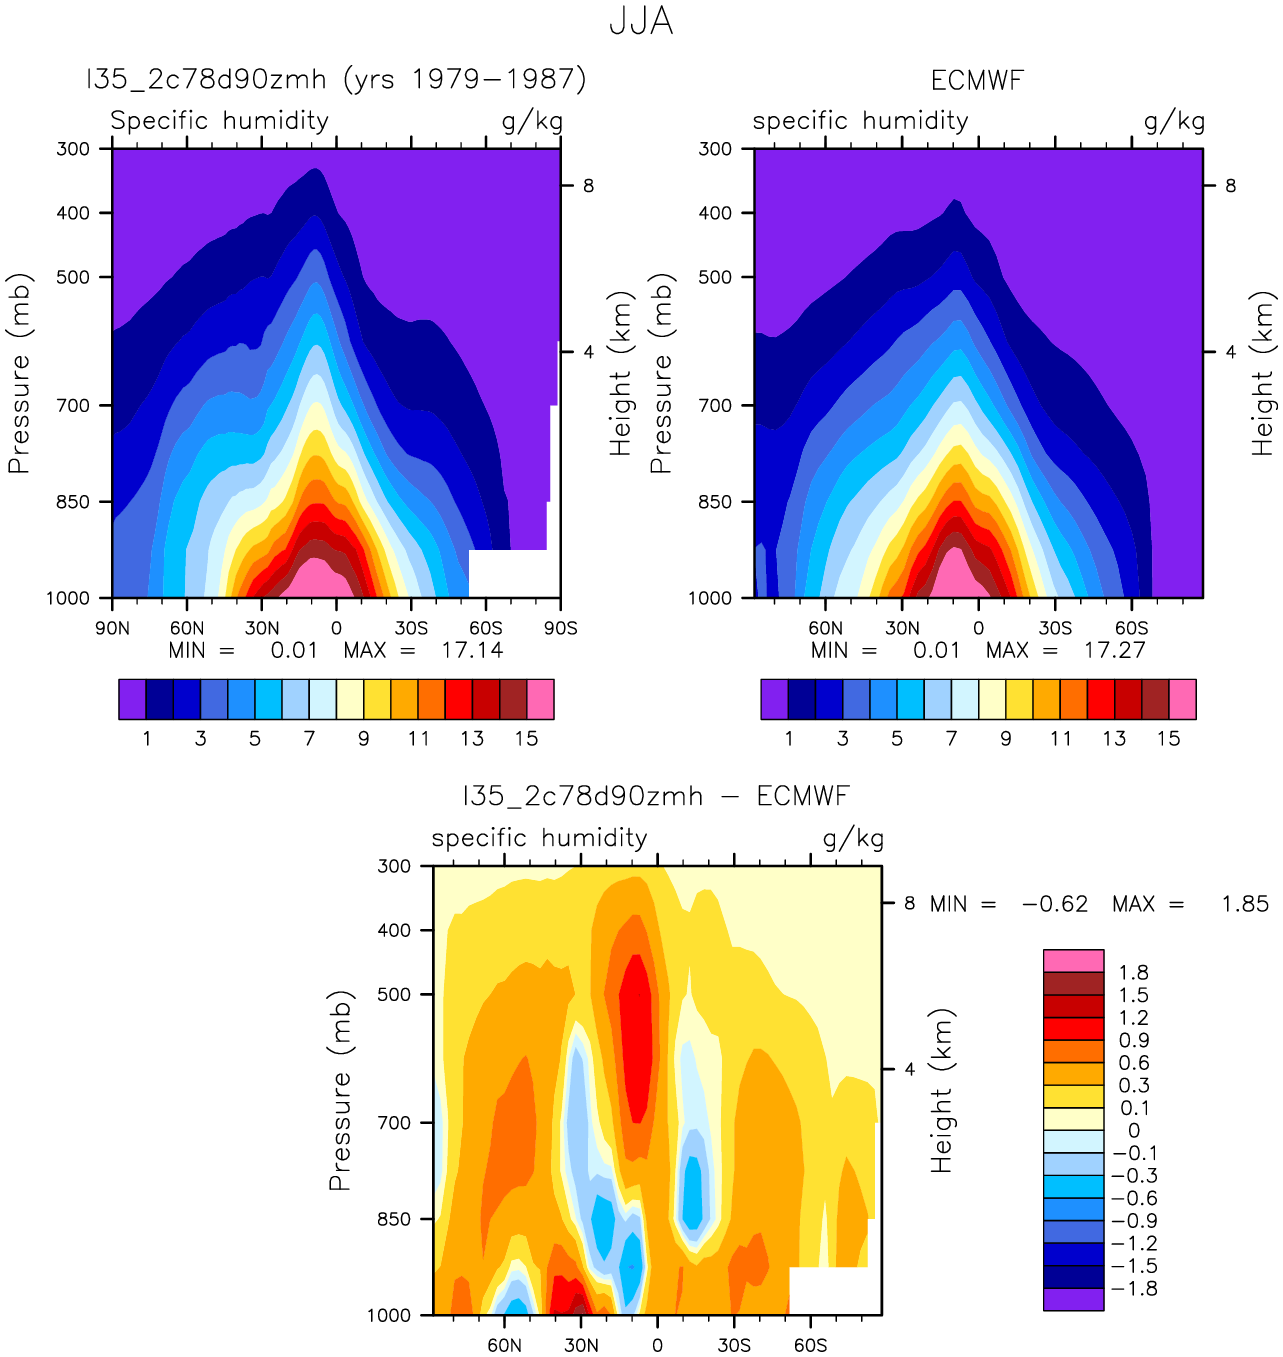 JJA
I35_2c78d90zmh (yrs 1979-1987)
Specific humidity g/kg
300
400
500
700
850
1000
Pressure (mb)
8
4
Height (km)
90N 60N 30N 0 30S 60S 90S
MIN = 0.01 MAX = 17.14
1 3 5 7 9 11 13 15
ECMWF
specific humidity g/kg
300
400
500
700
850
1000
Pressure (mb)
8
4
Height (km)
60N 30N 0 30S 60S
MIN = 0.01 MAX = 17.27
1 3 5 7 9 11 13 15
I35_2c78d90zmh - ECMWF
specific humidity g/kg
300
400
500
700
850
1000
Pressure (mb)
8
4
Height (km)
60N 30N 0 30S 60S
MIN = -0.62 MAX = 1.85
1.8
1.5
1.2
0.9
0.6
0.3
0.1
0
-0.1
-0.3
-0.6
-0.9
-1.2
-1.5
-1.8